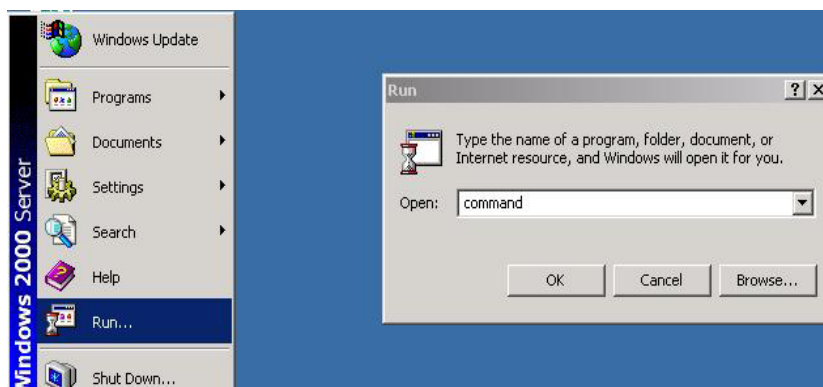 Windows Update
Programs
Documents
Settings
Search
Help
Run...
Shut Down...
Windows 2000 Server
Run
Type the name of a program, folder, document, or
Internet resource, and Windows will open it for you.
Open:
command
OK
Cancel
Browse...